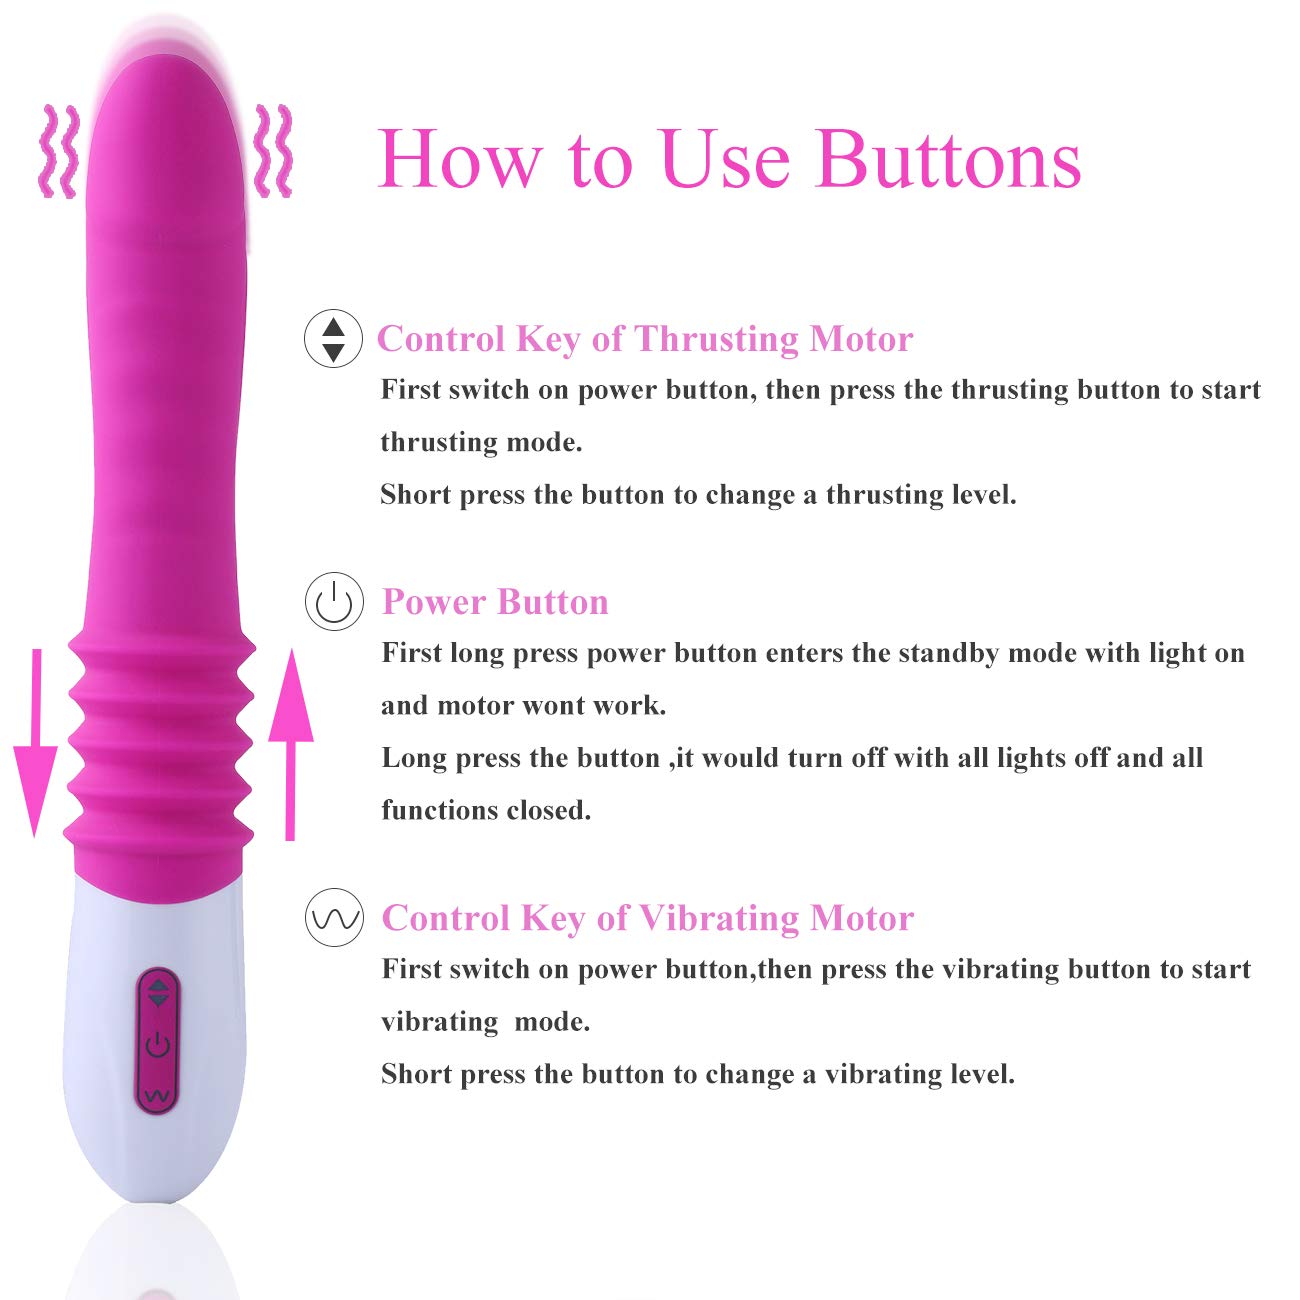 How to Use Buttons
Control Key of Thrusting Motor
First switch on power button, then press the thrusting button to start
thrusting mode.
Short press the button to change a thrusting level.
Power Button
First long press power button enters the standby mode with light on
and motor wont work.
Long press the button ,it would turn off with all lights off and all
functions closed.
Control Key of Vibrating Motor
First switch on power button,then press the vibrating button to start
vibrating  mode.
Short press the button to change a vibrating level.